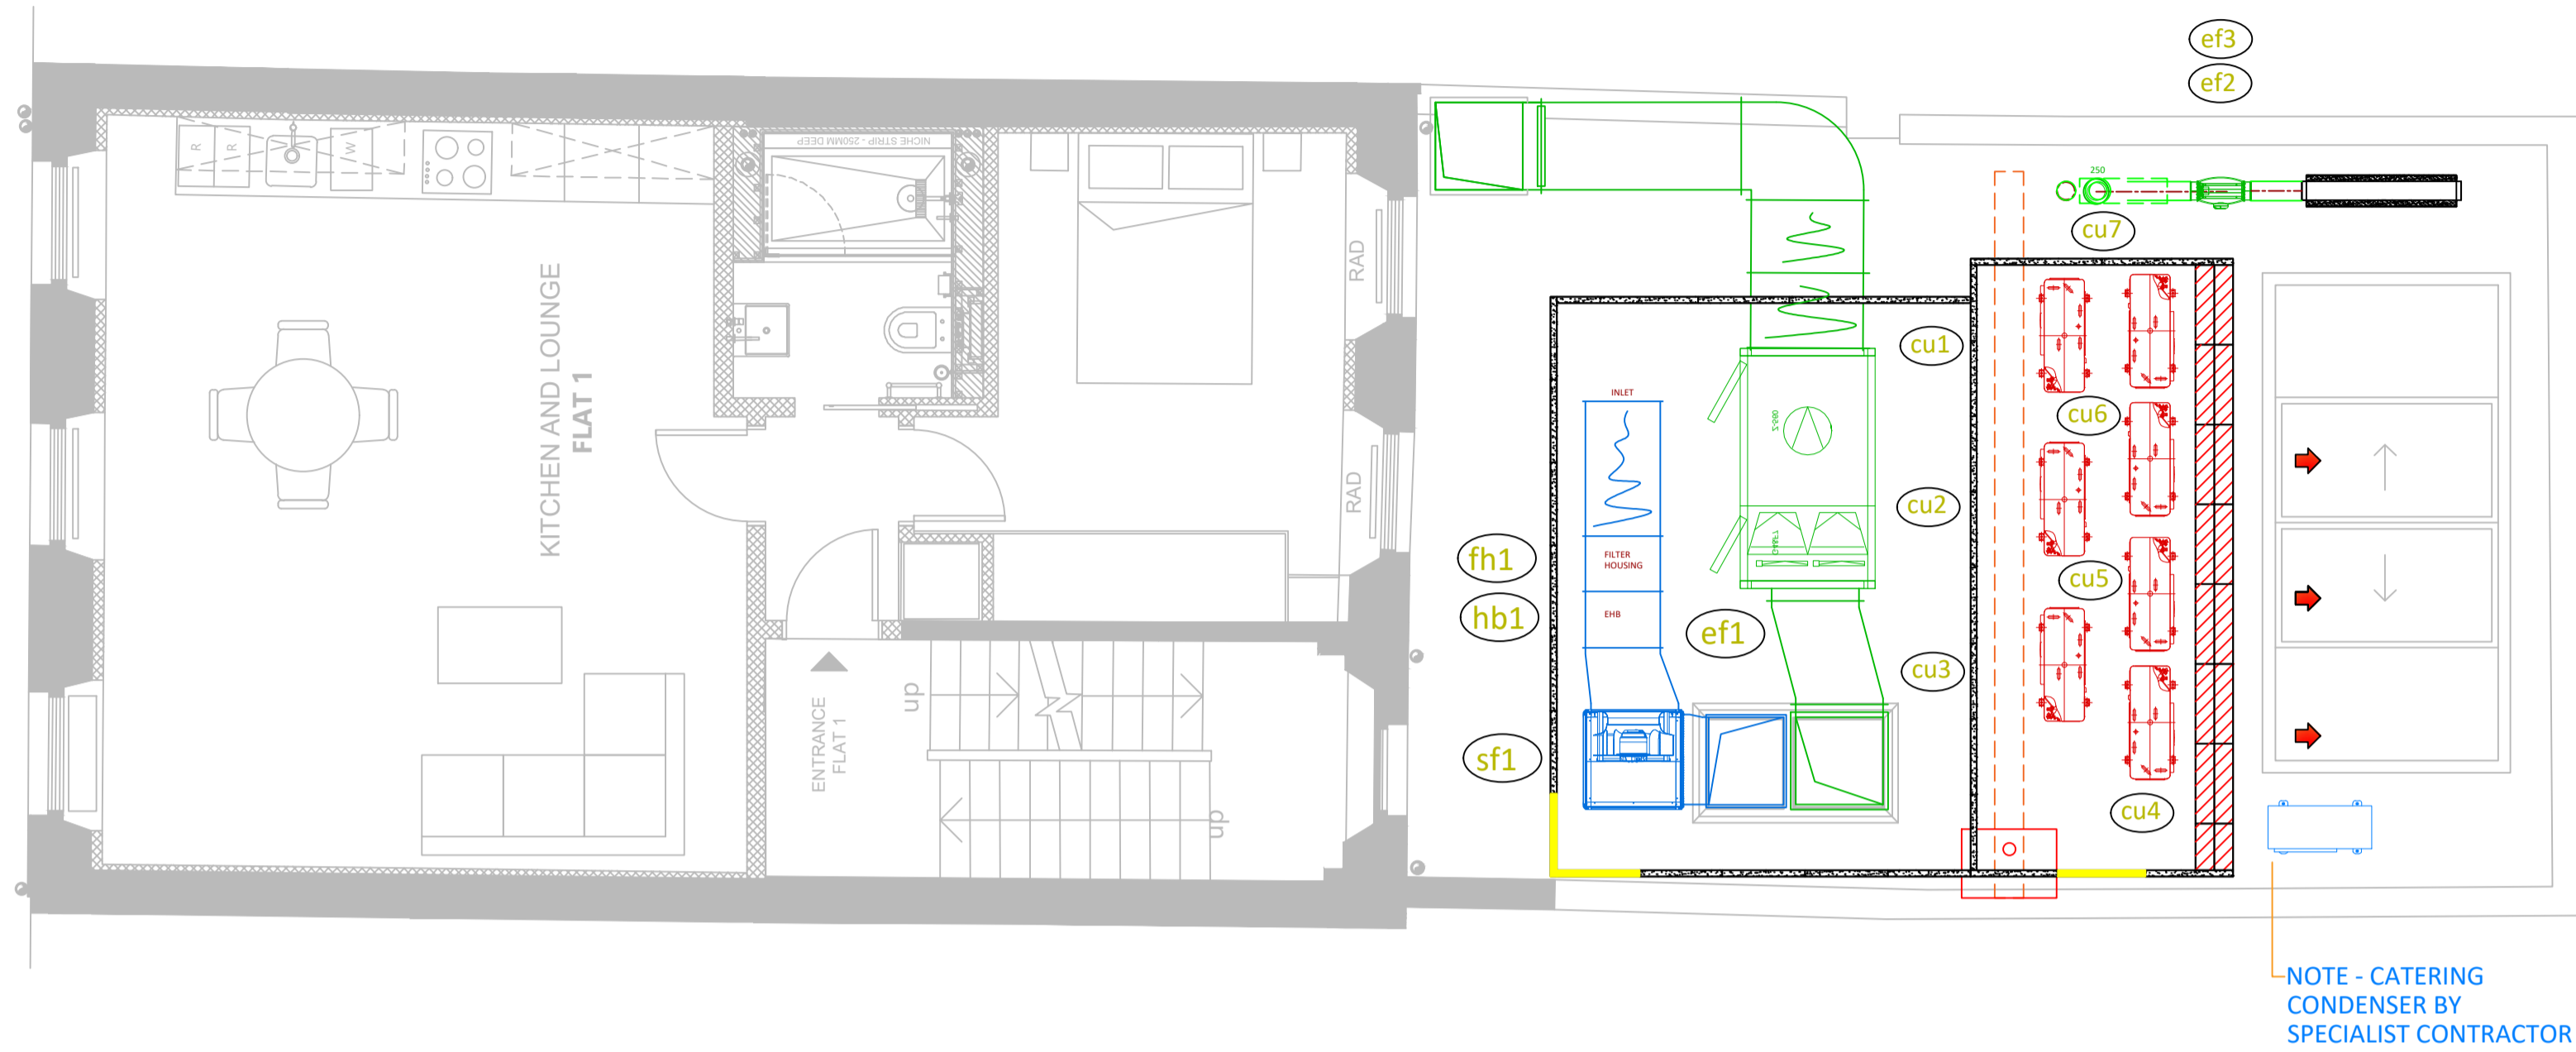 ef3
ef2
NICHE STRIP - 250MM DEEP
R
R
W
250
cu7
RAD
KITCHEN AND LOUNGE
FLAT 1
cu1
INLET
cu6
RAD
cu2
fh1
FILTER
HOUSING
cu5
hb1
EHB
ef1
cu3
up
ENTRANCE
FLAT 1
sf1
up
cu4
NOTE - CATERING
CONDENSER BY
SPECIALIST CONTRACTOR